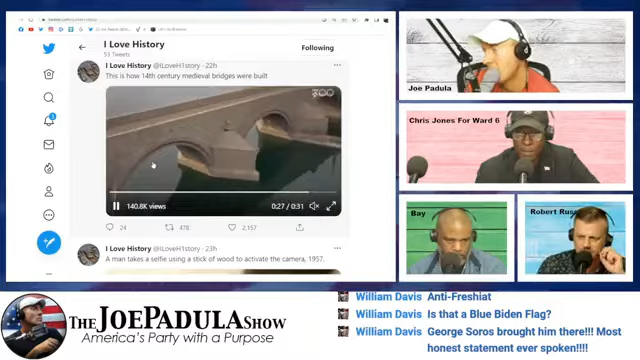 I Love History
53 Tweets
Following
I Love History @ILoveH1story · 22h
This is how 14th century medieval bridges were built
140.8K views
0:27 / 0:31
24
478
2,157
I Love History @ILoveH1story · 23h
A man takes a selfie using a stick of wood to activate the camera, 1957.
Joe Padula
Chris Jones For Ward 6
Bay
Robert Rus
THE JOE PADULA SHOW
America's Party with a Purpose
William Davis Anti-Freshiat
William Davis Is that a Blue Biden Flag?
William Davis George Soros brought him there!!! Most
honest statement ever spoken!!!!